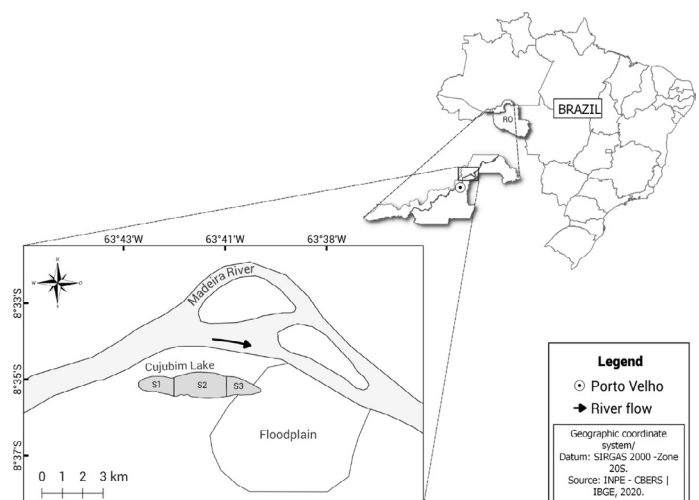 BRAZIL
RO
63°43'W
63°41'W
63°38'W
N
W
O
S
8°33'S
8°35'S
8°37'S
Madeira River
Cujubim Lake
S1
S2
S3
Floodplain
0 1 2 3 km
Legend
Porto Velho
River flow
Geographic coordinate
system/
Datum: SIRGAS 2000 -Zone
20S.
Source: INPE - CBERS |
IBGE, 2020.